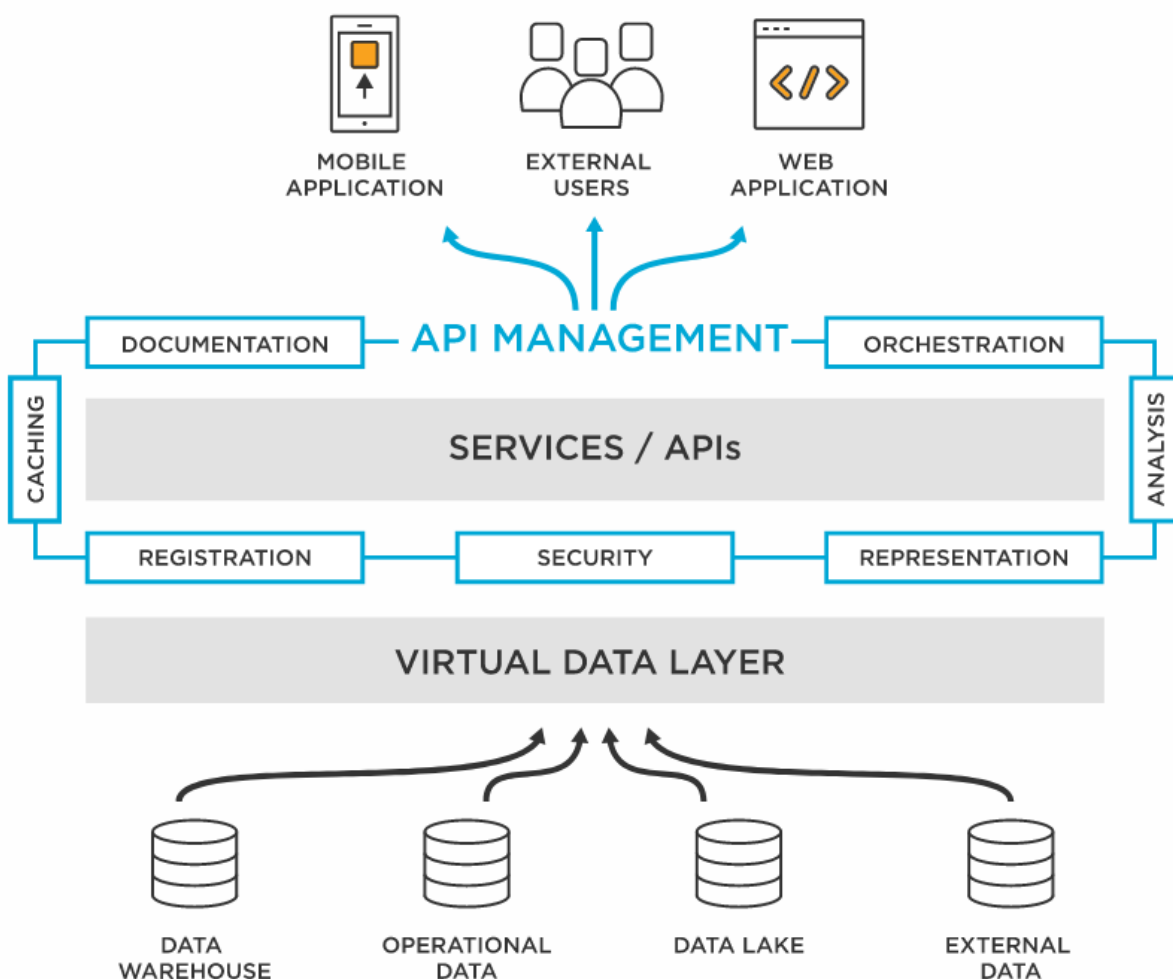 MOBILE
APPLICATION
EXTERNAL
USERS
WEB
APPLICATION
DOCUMENTATION
API MANAGEMENT
ORCHESTRATION
CACHING
SERVICES / APIs
ANALYSIS
REGISTRATION
SECURITY
REPRESENTATION
VIRTUAL DATA LAYER
DATA
WAREHOUSE
OPERATIONAL
DATA
DATA LAKE
EXTERNAL
DATA